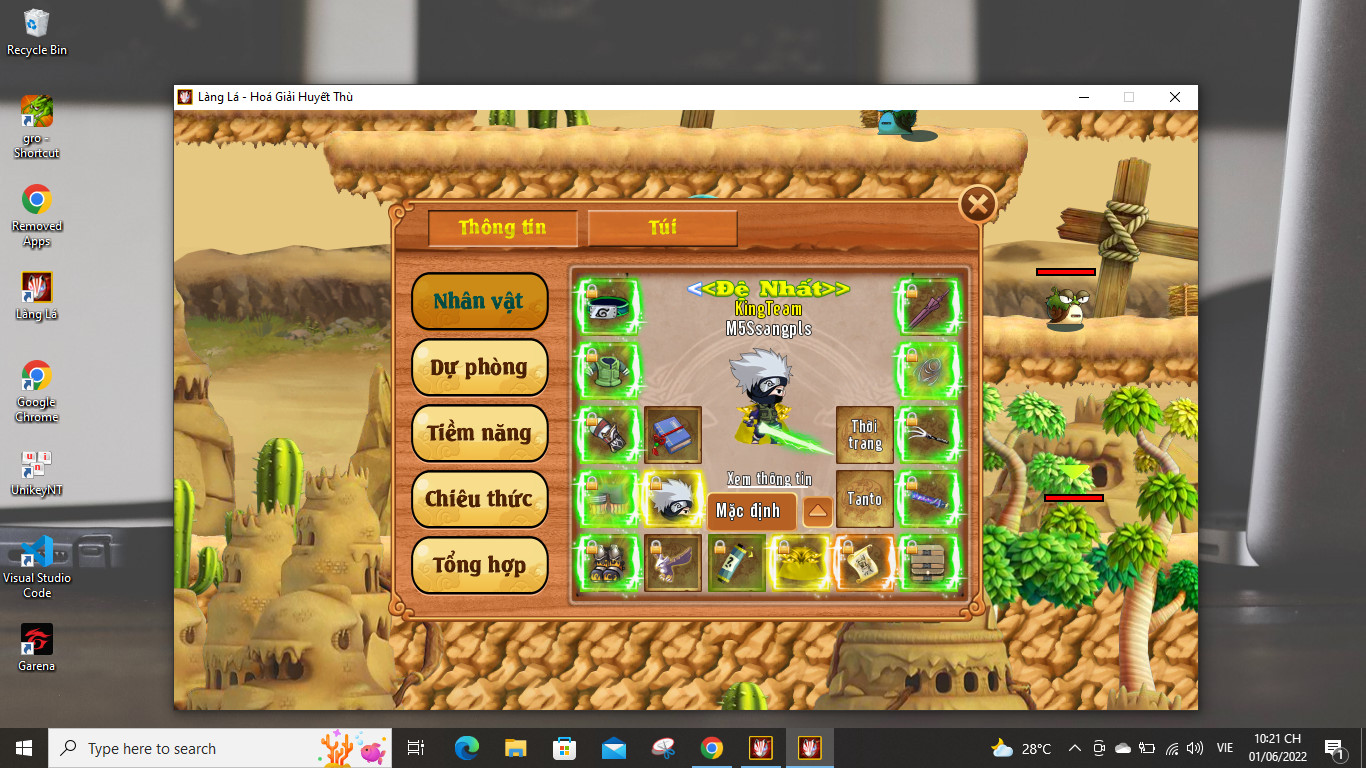 Recycle Bin
gro -
Shortcut
Removed
Apps
Làng Lá
Google
Chrome
UnikeyNT
Visual Studio
Code
Garena
Làng Lá - Hoá Giải Huyết Thù
Thông tin
Túi
Nhân vật
Dự phòng
Tiềm năng
Chiêu thức
Tổng hợp
<<Đệ Nhất>>
KingTeam
M5Ssangpls
Thời
trang
Xem thông tin
Mặc định
Tanto
Type here to search
28°C
VIE
10:21 CH
01/06/2022
1